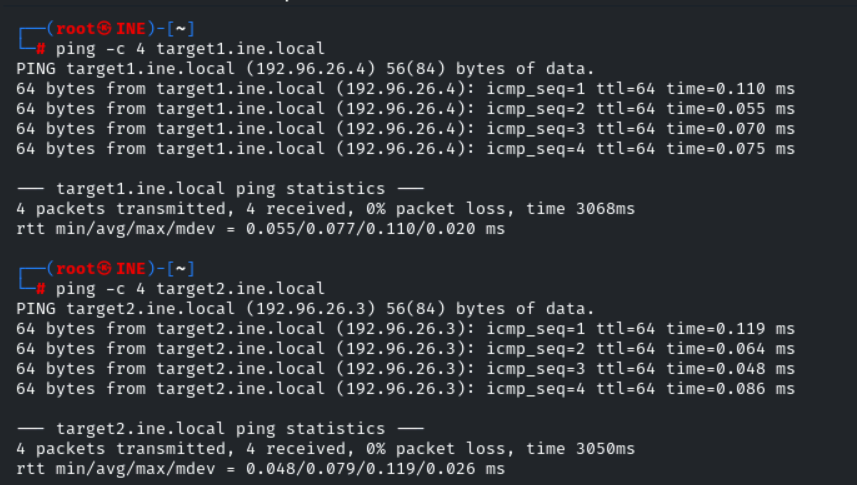 ┌──(root㉿INE)-[~]
└─# ping -c 4 target1.ine.local
PING target1.ine.local (192.96.26.4) 56(84) bytes of data.
64 bytes from target1.ine.local (192.96.26.4): icmp_seq=1 ttl=64 time=0.110 ms
64 bytes from target1.ine.local (192.96.26.4): icmp_seq=2 ttl=64 time=0.055 ms
64 bytes from target1.ine.local (192.96.26.4): icmp_seq=3 ttl=64 time=0.070 ms
64 bytes from target1.ine.local (192.96.26.4): icmp_seq=4 ttl=64 time=0.075 ms
--- target1.ine.local ping statistics ---
4 packets transmitted, 4 received, 0% packet loss, time 3068ms
rtt min/avg/max/mdev = 0.055/0.077/0.110/0.020 ms
┌──(root㉿INE)-[~]
└─# ping -c 4 target2.ine.local
PING target2.ine.local (192.96.26.3) 56(84) bytes of data.
64 bytes from target2.ine.local (192.96.26.3): icmp_seq=1 ttl=64 time=0.119 ms
64 bytes from target2.ine.local (192.96.26.3): icmp_seq=2 ttl=64 time=0.064 ms
64 bytes from target2.ine.local (192.96.26.3): icmp_seq=3 ttl=64 time=0.048 ms
64 bytes from target2.ine.local (192.96.26.3): icmp_seq=4 ttl=64 time=0.086 ms
--- target2.ine.local ping statistics ---
4 packets transmitted, 4 received, 0% packet loss, time 3050ms
rtt min/avg/max/mdev = 0.048/0.079/0.119/0.026 ms